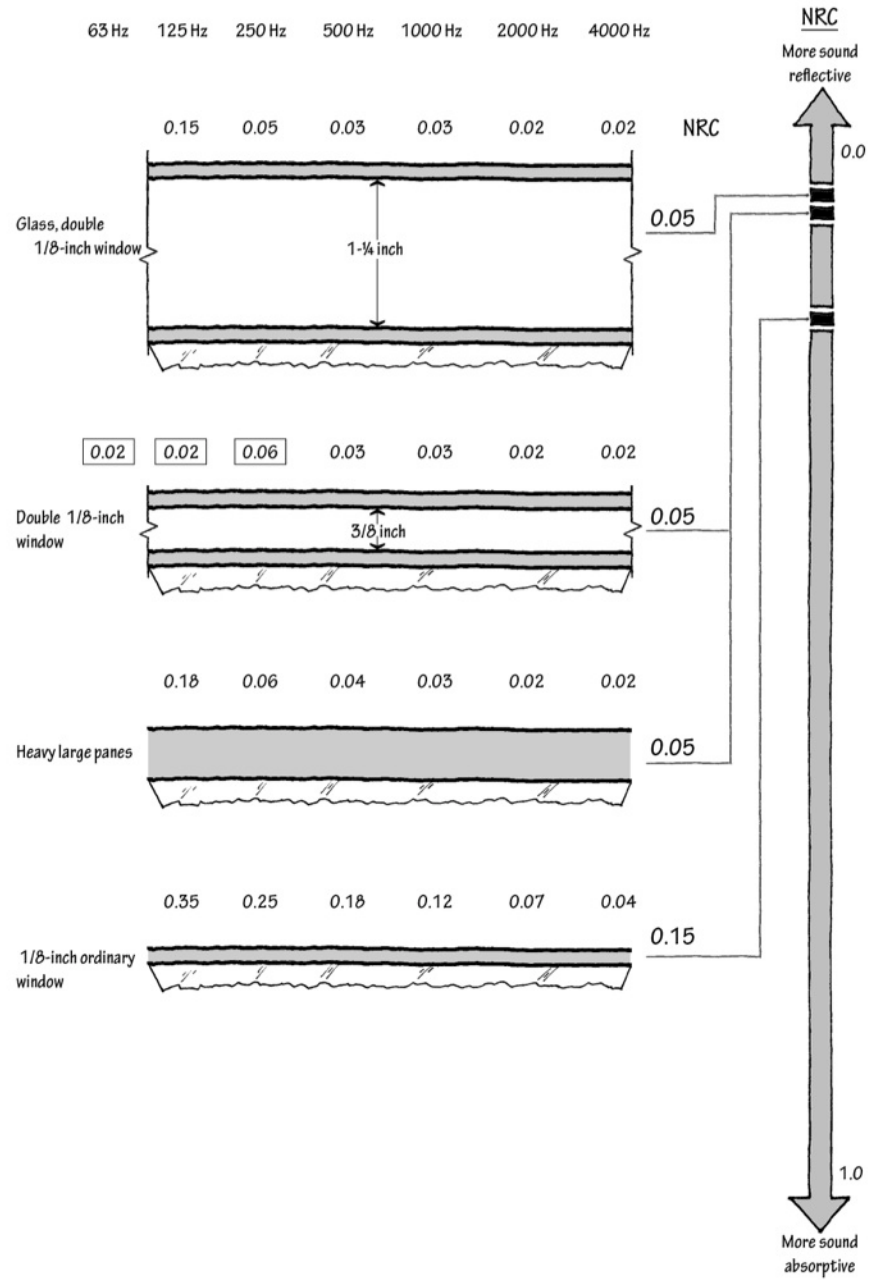 NRC
63 Hz 125 Hz 250 Hz 500 Hz 1000 Hz 2000 Hz 4000 Hz
More sound
reflective
0.15 0.05 0.03 0.03 0.02 0.02 NRC
0.0
Glass, double
1/8-inch window
1-¼ inch
0.05
0.02 0.02 0.06 0.03 0.03 0.02 0.02
Double 1/8-inch
window
3/8 inch
0.05
0.18 0.06 0.04 0.03 0.02 0.02
Heavy large panes
0.05
0.35 0.25 0.18 0.12 0.07 0.04
1/8-inch ordinary
window
0.15
1.0
More sound
absorptive